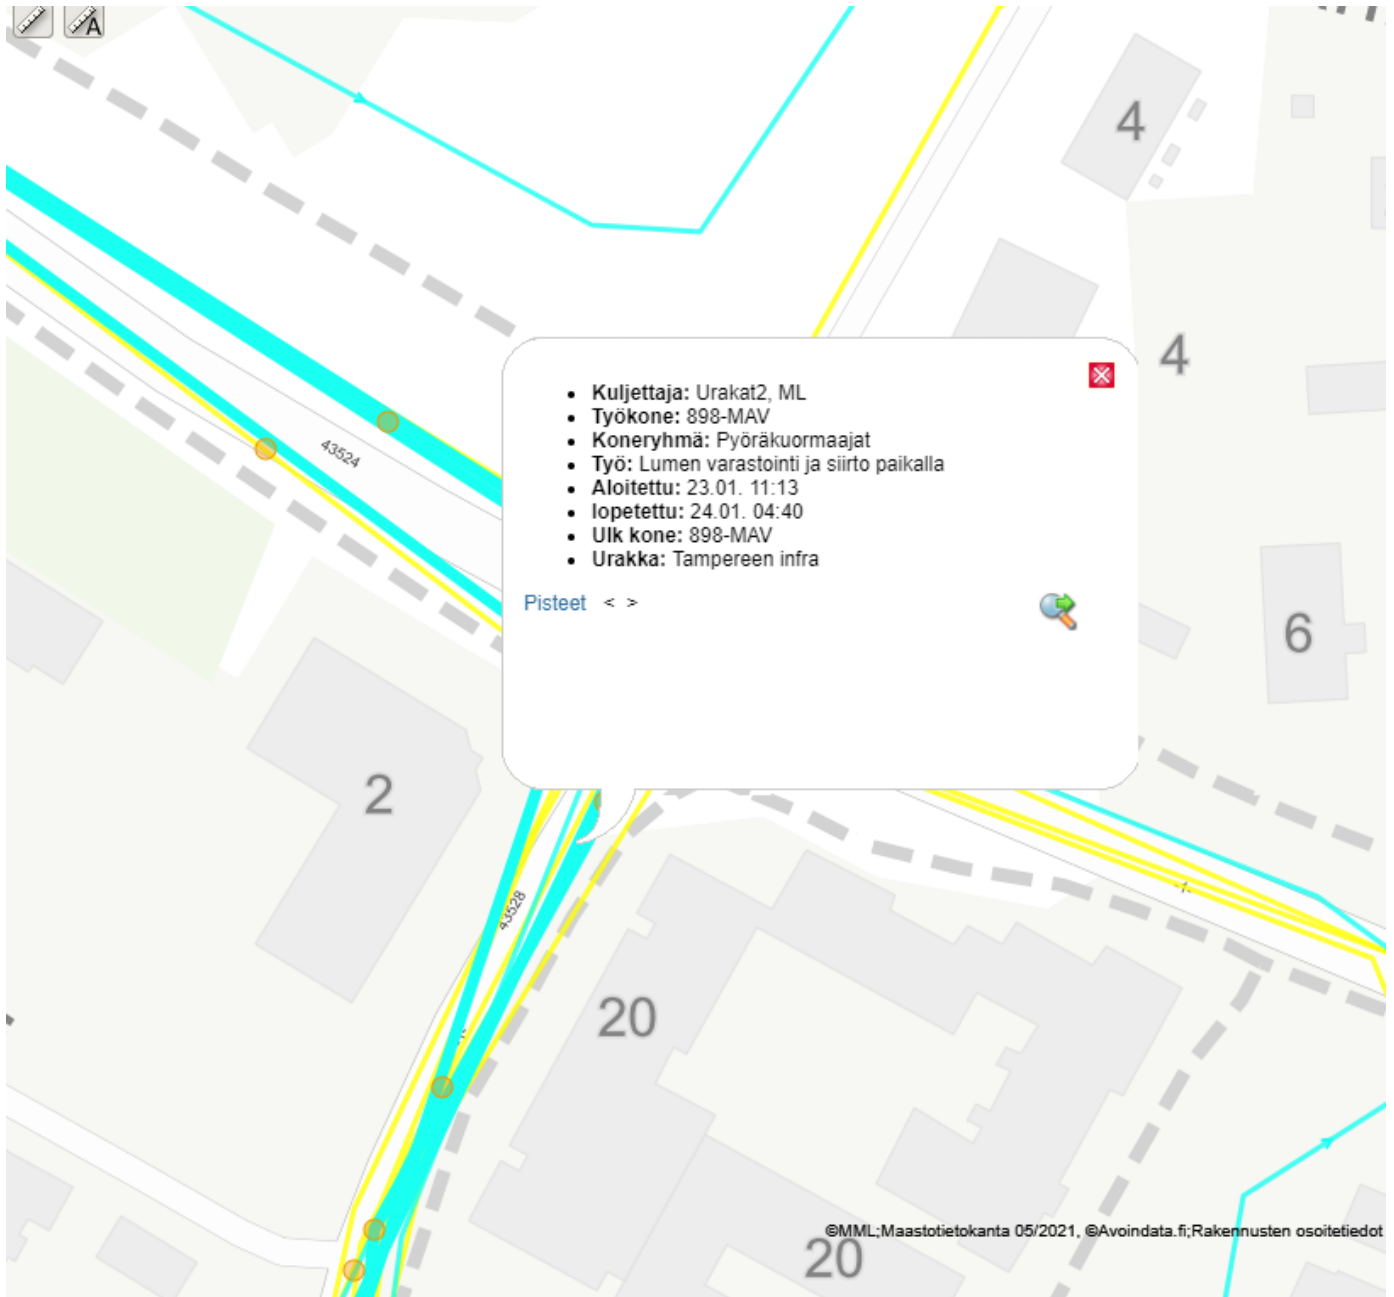 A
4
4
43524
Kuljettaja: Urakat2, ML
Työkone: 898-MAV
Koneryhmä: Pyöräkuormaajat
Työ: Lumen varastointi ja siirto paikalla
Aloitettu: 23.01. 11:13
lopetettu: 24.01. 04:40
Ulk kone: 898-MAV
Urakka: Tampereen infra
Pisteet < >
6
2
43528
-1-
20
©MML;Maastotietokanta 05/2021, ©Avoindata.fi;Rakennusten osoitetiedot
20